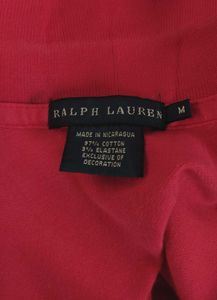 RALPH LAUREN
M
MADE IN NICARAGUA
97% COTTON
3% ELASTANE
EXCLUSIVE OF
DECORATION